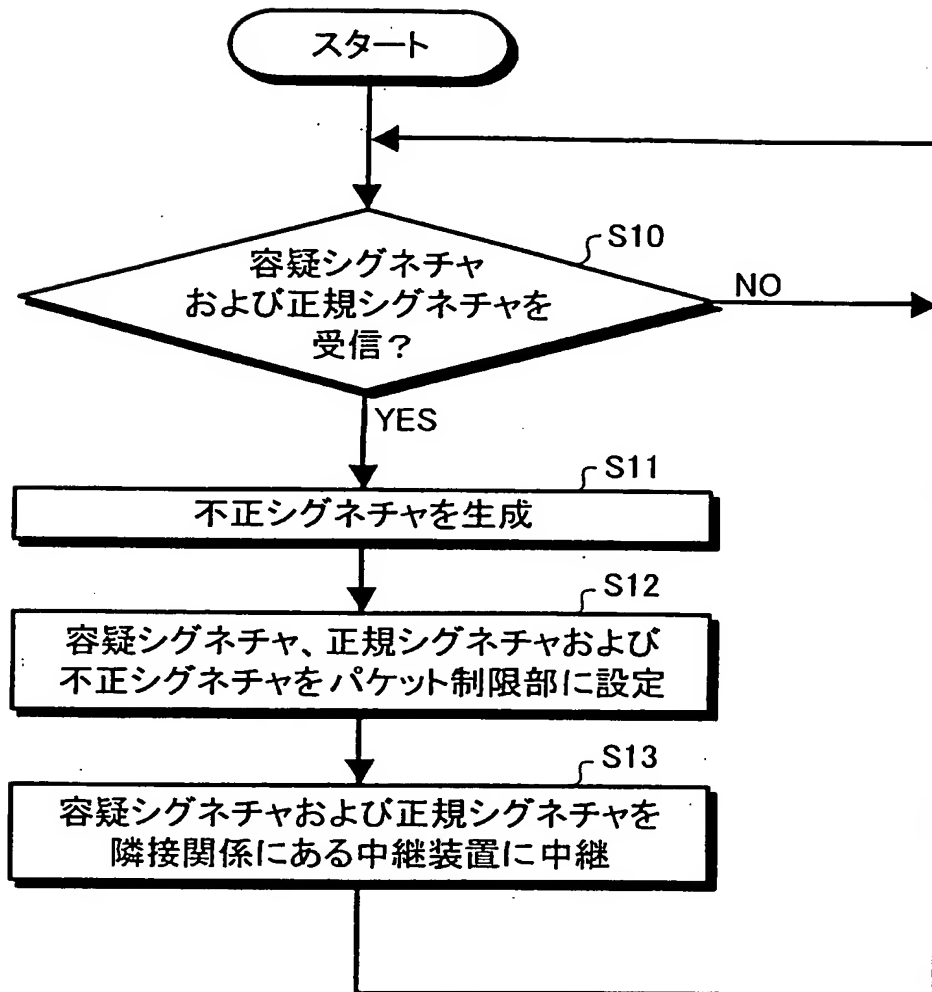 スタート
S10
容疑シグネチャ
および正規シグネチャを
受信？
NO
YES
S11
不正シグネチャを生成
S12
容疑シグネチャ、正規シグネチャおよび
不正シグネチャをパケット制限部に設定
S13
容疑シグネチャおよび正規シグネチャを
隣接関係にある中継装置に中継